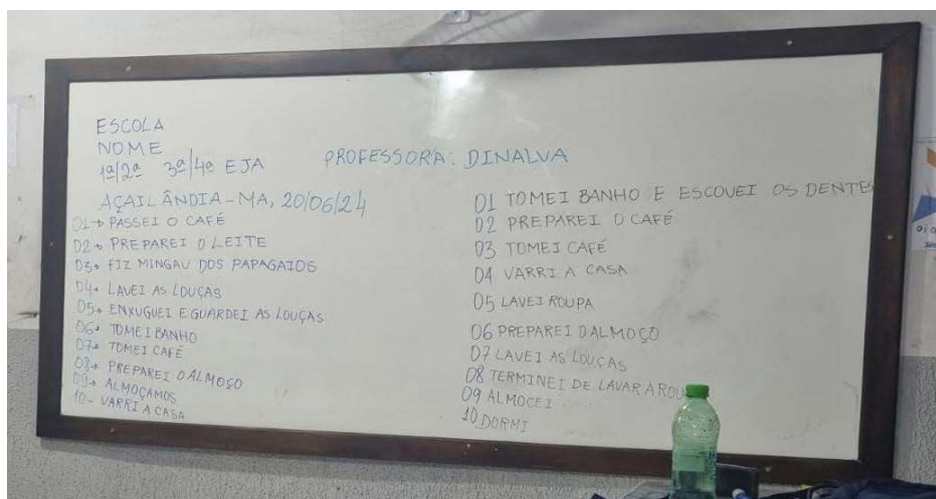 ESCOLA
NOME
1ª/2ª 3ª/4ª EJA PROFESSORA: DINALVA
AÇAILÂNDIA-MA, 20/06/24
01→ PASSEI O CAFÉ
02→ PREPAREI O LEITE
03→ FIZ MINGAU DOS PAPAGAIOS
04→ LAVEI AS LOUÇAS
05→ ENXUGUEI E GUARDEI AS LOUÇAS
06→ TOMEI BANHO
07→ TOMEI CAFÉ
08→ PREPAREI O ALMOSO
09→ ALMOÇAMOS
10- VARRI A CASA
01 TOMEI BANHO E ESCOVEI OS DENTES
02 PREPAREI O CAFÉ
03 TOMEI CAFÉ
04 VARRI A CASA
05 LAVEI ROUPA
06 PREPAREI O ALMOÇO
07 LAVEI AS LOUÇAS
08 TERMINEI DE LAVAR A ROU
09 ALMOCEI
10 DORMI